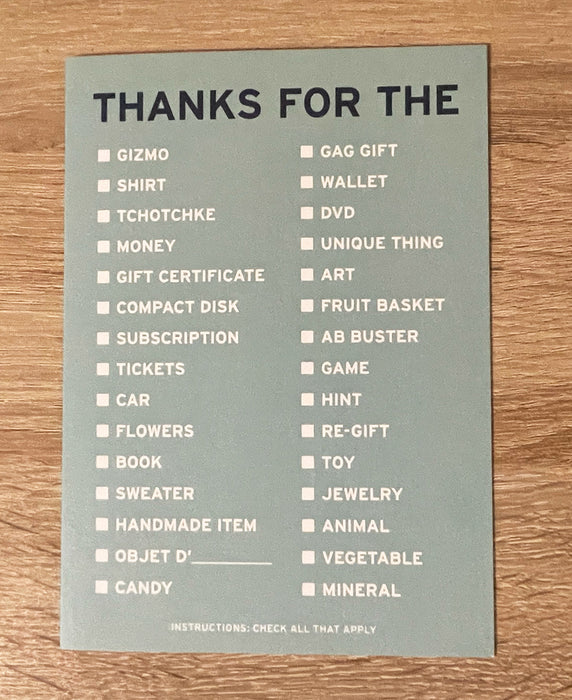 THANKS FOR THE
GIZMO
SHIRT
TCHOTCHKE
MONEY
GIFT CERTIFICATE
COMPACT DISK
SUBSCRIPTION
TICKETS
CAR
FLOWERS
BOOK
SWEATER
HANDMADE ITEM
OBJET D'__________
CANDY
GAG GIFT
WALLET
DVD
UNIQUE THING
ART
FRUIT BASKET
AB BUSTER
GAME
HINT
RE-GIFT
TOY
JEWELRY
ANIMAL
VEGETABLE
MINERAL
INSTRUCTIONS: CHECK ALL THAT APPLY